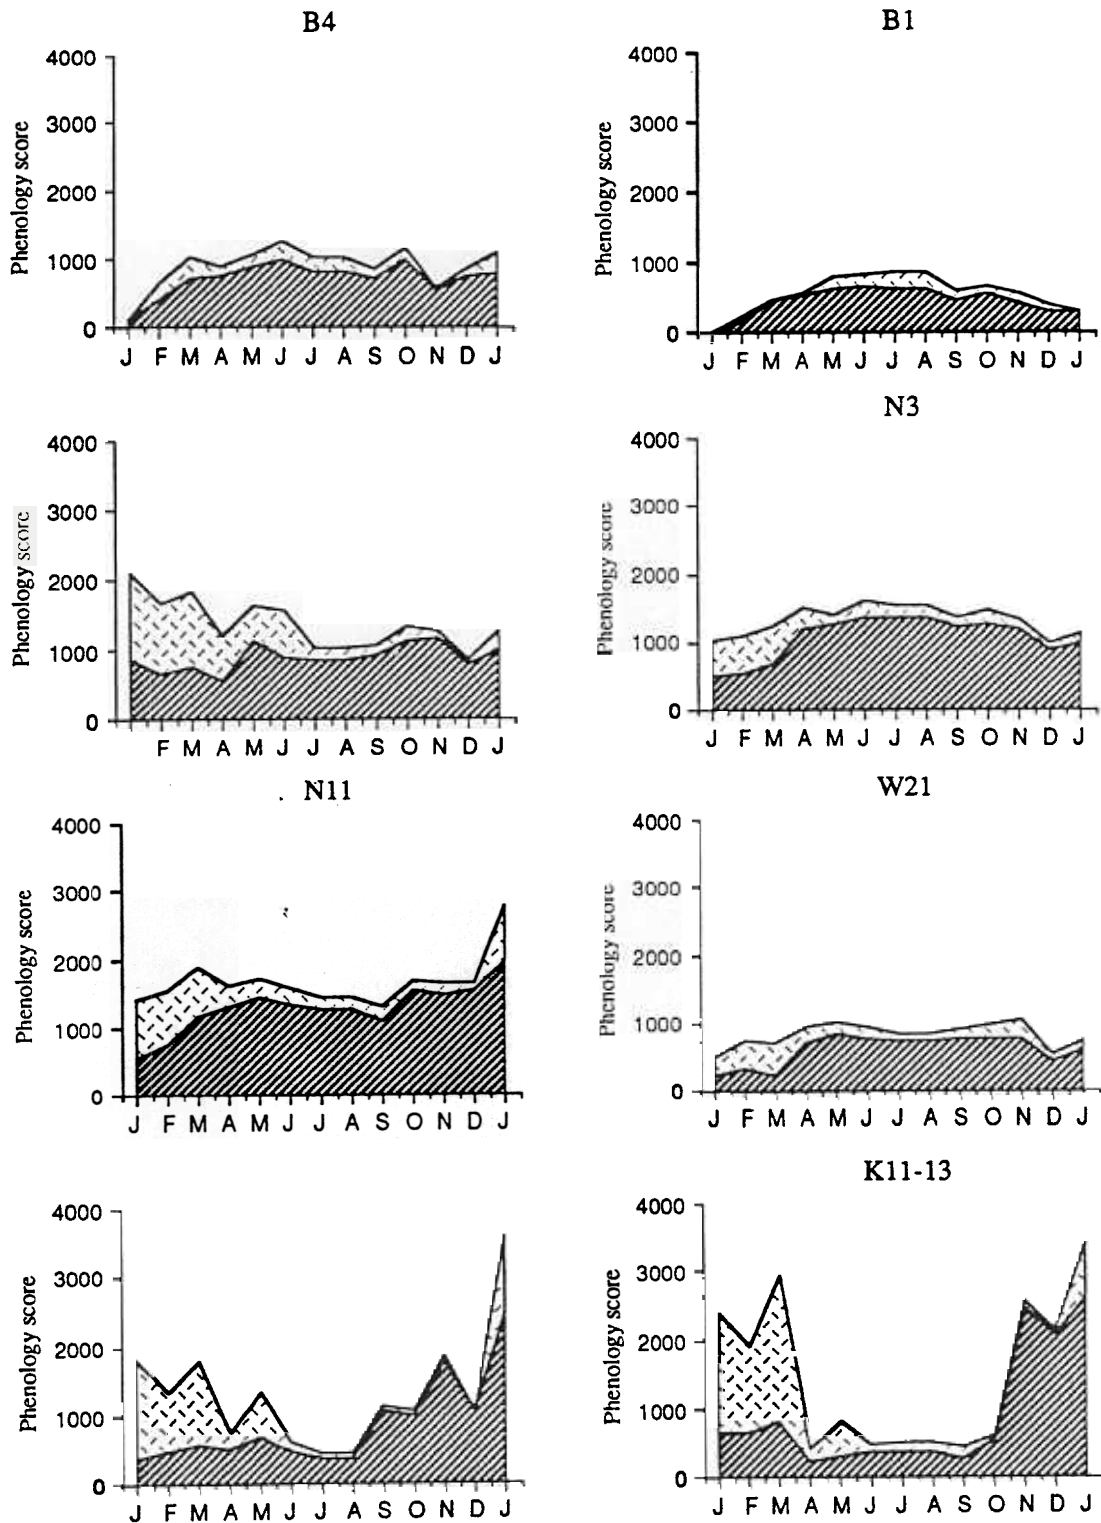 B4
4000
3000
2000
1000
0
Phenology score
J F M A M J J A S O N D J
B1
4000
3000
2000
1000
0
Phenology score
J F M A M J J A S O N D J
4000
3000
2000
1000
0
Phenology score
F M A M J J A S O N D J
N3
4000
3000
2000
1000
0
Phenology score
J F M A M J J A S O N D J
N11
4000
3000
2000
1000
0
Phenology score
J F M A M J J A S O N D J
W21
4000
3000
2000
1000
0
Phenology score
J F M A M J J A S O N D J
4000
3000
2000
1000
0
Phenology score
J F M A M J J A S O N D J
K11-13
4000
3000
2000
1000
0
Phenology score
J F M A M J J A S O N D J